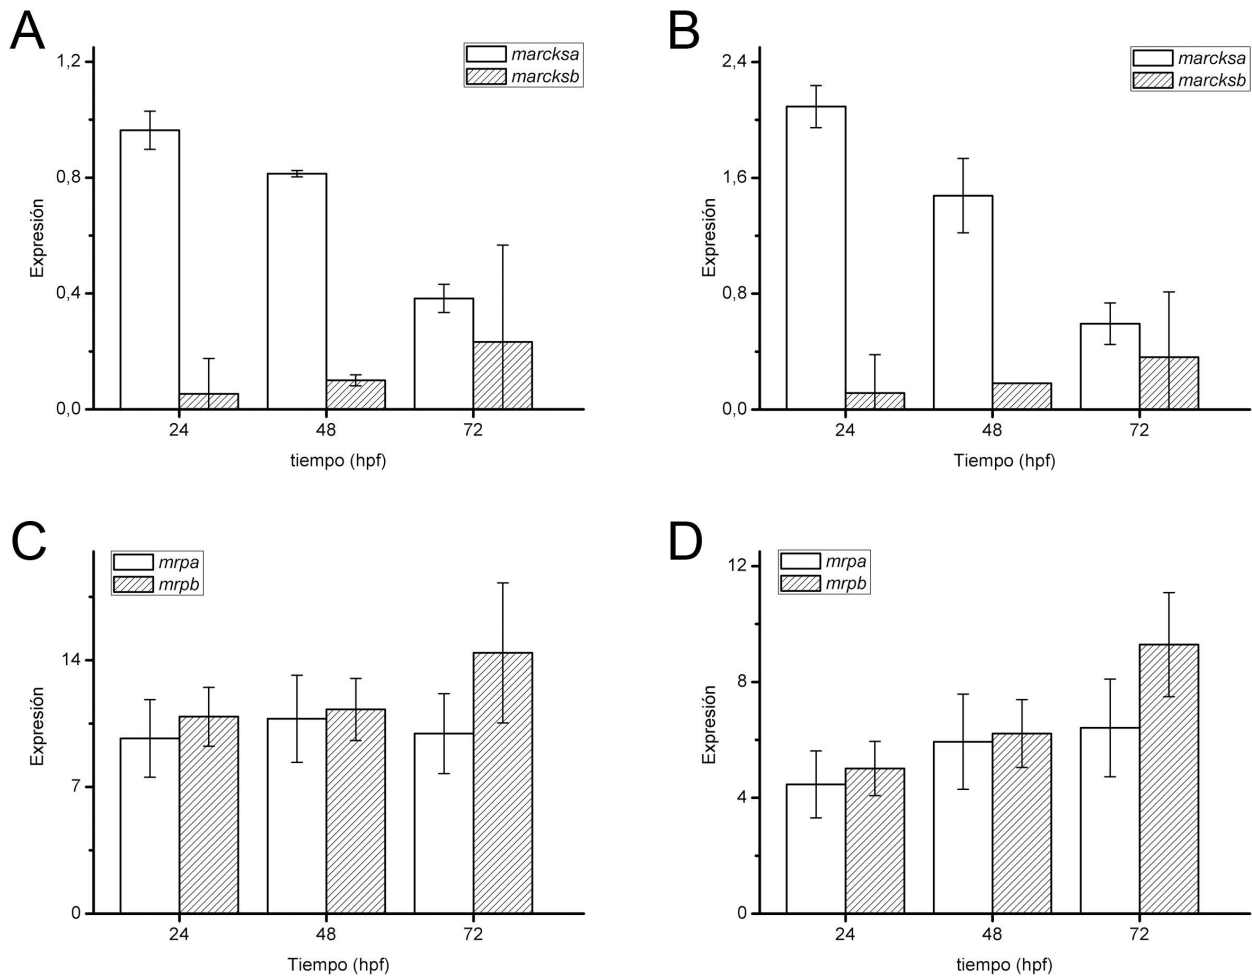 A
1,2
0,8
0,4
0,0
Expresión
marcksa
marcksb
24 48 72
tiempo (hpf)
B
2,4
1,6
0,8
0,0
Expresión
marcksa
marcksb
24 48 72
Tiempo (hpf)
C
14
7
0
Expresión
mrpa
mrpb
24 48 72
Tiempo (hpf)
D
12
8
4
0
Expresión
mrpa
mrpb
24 48 72
tiempo (hpf)